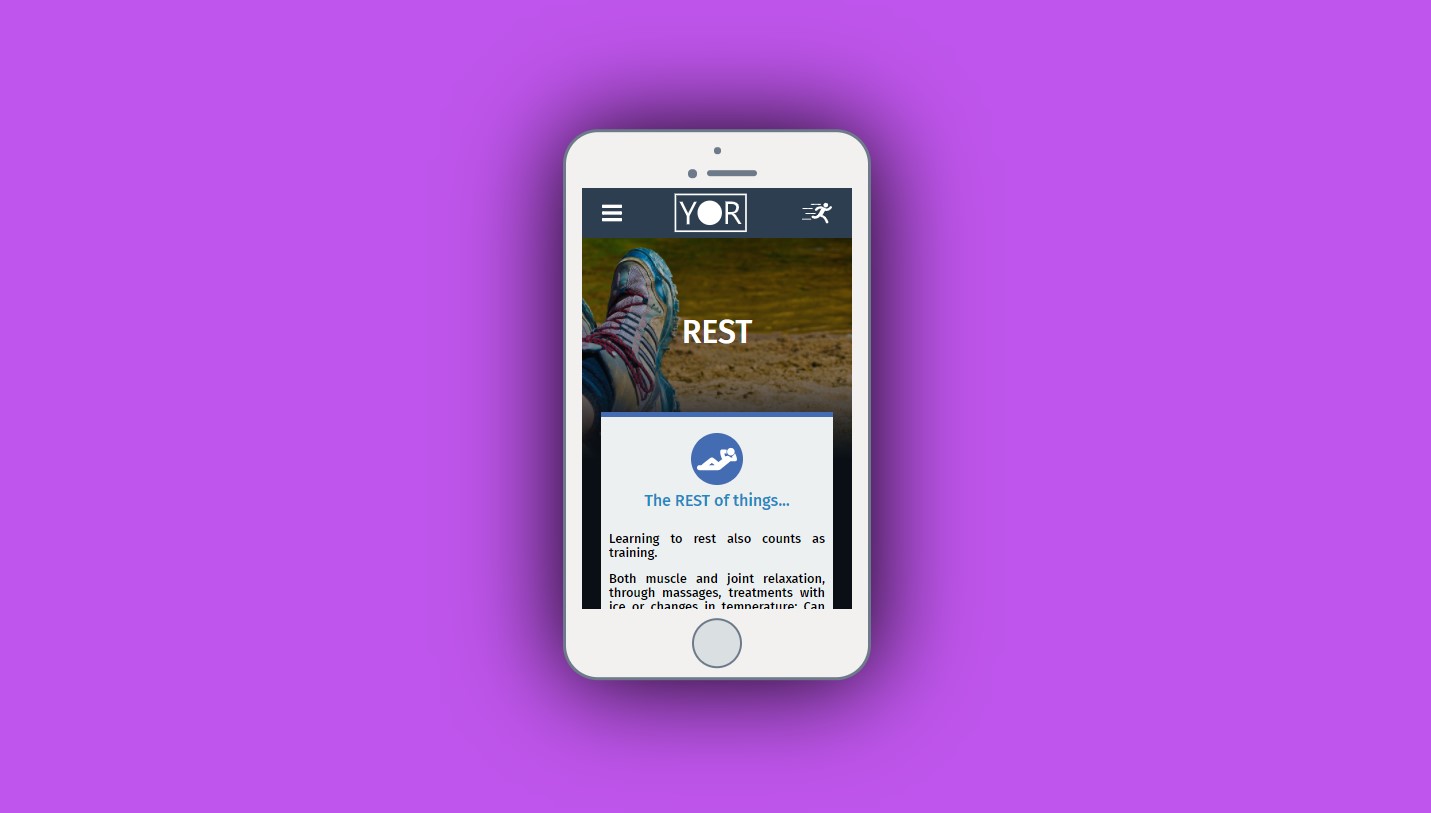 YOR
REST
The REST of things...
Learning to rest also counts as
training.
Both muscle and joint relaxation,
through massages, treatments with
ice or changes in temperature: Can